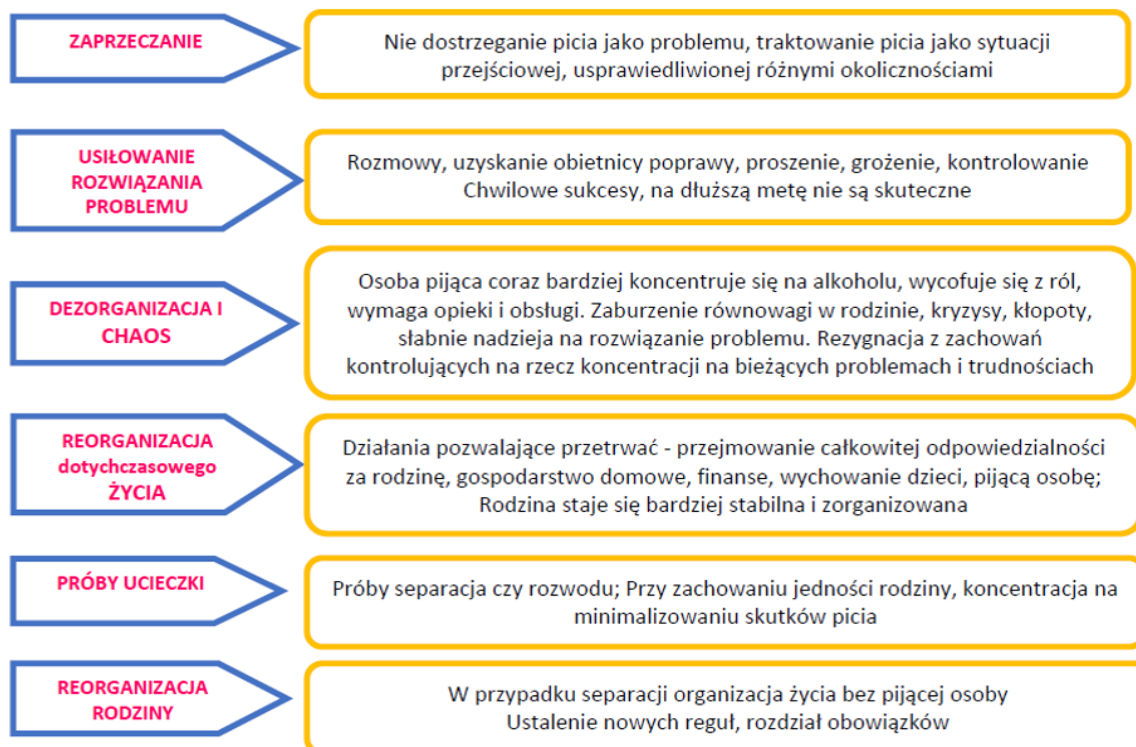 ZAPRZECZANIE
Nie dostrzeganie picia jako problemu, traktowanie picia jako sytuacji
przejściowej, usprawiedliwionej różnymi okolicznościami
USIŁOWANIE
ROZWIĄZANIA
PROBLEMU
Rozmowy, uzyskanie obietnicy poprawy, proszenie, grożenie, kontrolowanie
Chwilowe sukcesy, na dłuższą metę nie są skuteczne
DEZORGANIZACJA I
CHAOS
Osoba pijąca coraz bardziej koncentruje się na alkoholu, wycofuje się z ról,
wymaga opieki i obsługi. Zaburzenie równowagi w rodzinie, kryzysy, kłopoty,
słabnie nadzieja na rozwiązanie problemu. Rezygnacja z zachowań
kontrolujących na rzecz koncentracji na bieżących problemach i trudnościach
REORGANIZACJA
dotychczasowego
ŻYCIA
Działania pozwalające przetrwać - przejmowanie całkowitej odpowiedzialności
za rodzinę, gospodarstwo domowe, finanse, wychowanie dzieci, pijącą osobę;
Rodzina staje się bardziej stabilna i zorganizowana
PRÓBY UCIECZKI
Próby separacja czy rozwodu; Przy zachowaniu jedności rodziny, koncentracja na
minimalizowaniu skutków picia
REORGANIZACJA
RODZINY
W przypadku separacji organizacja życia bez pijącej osoby
Ustalenie nowych reguł, rozdział obowiązków